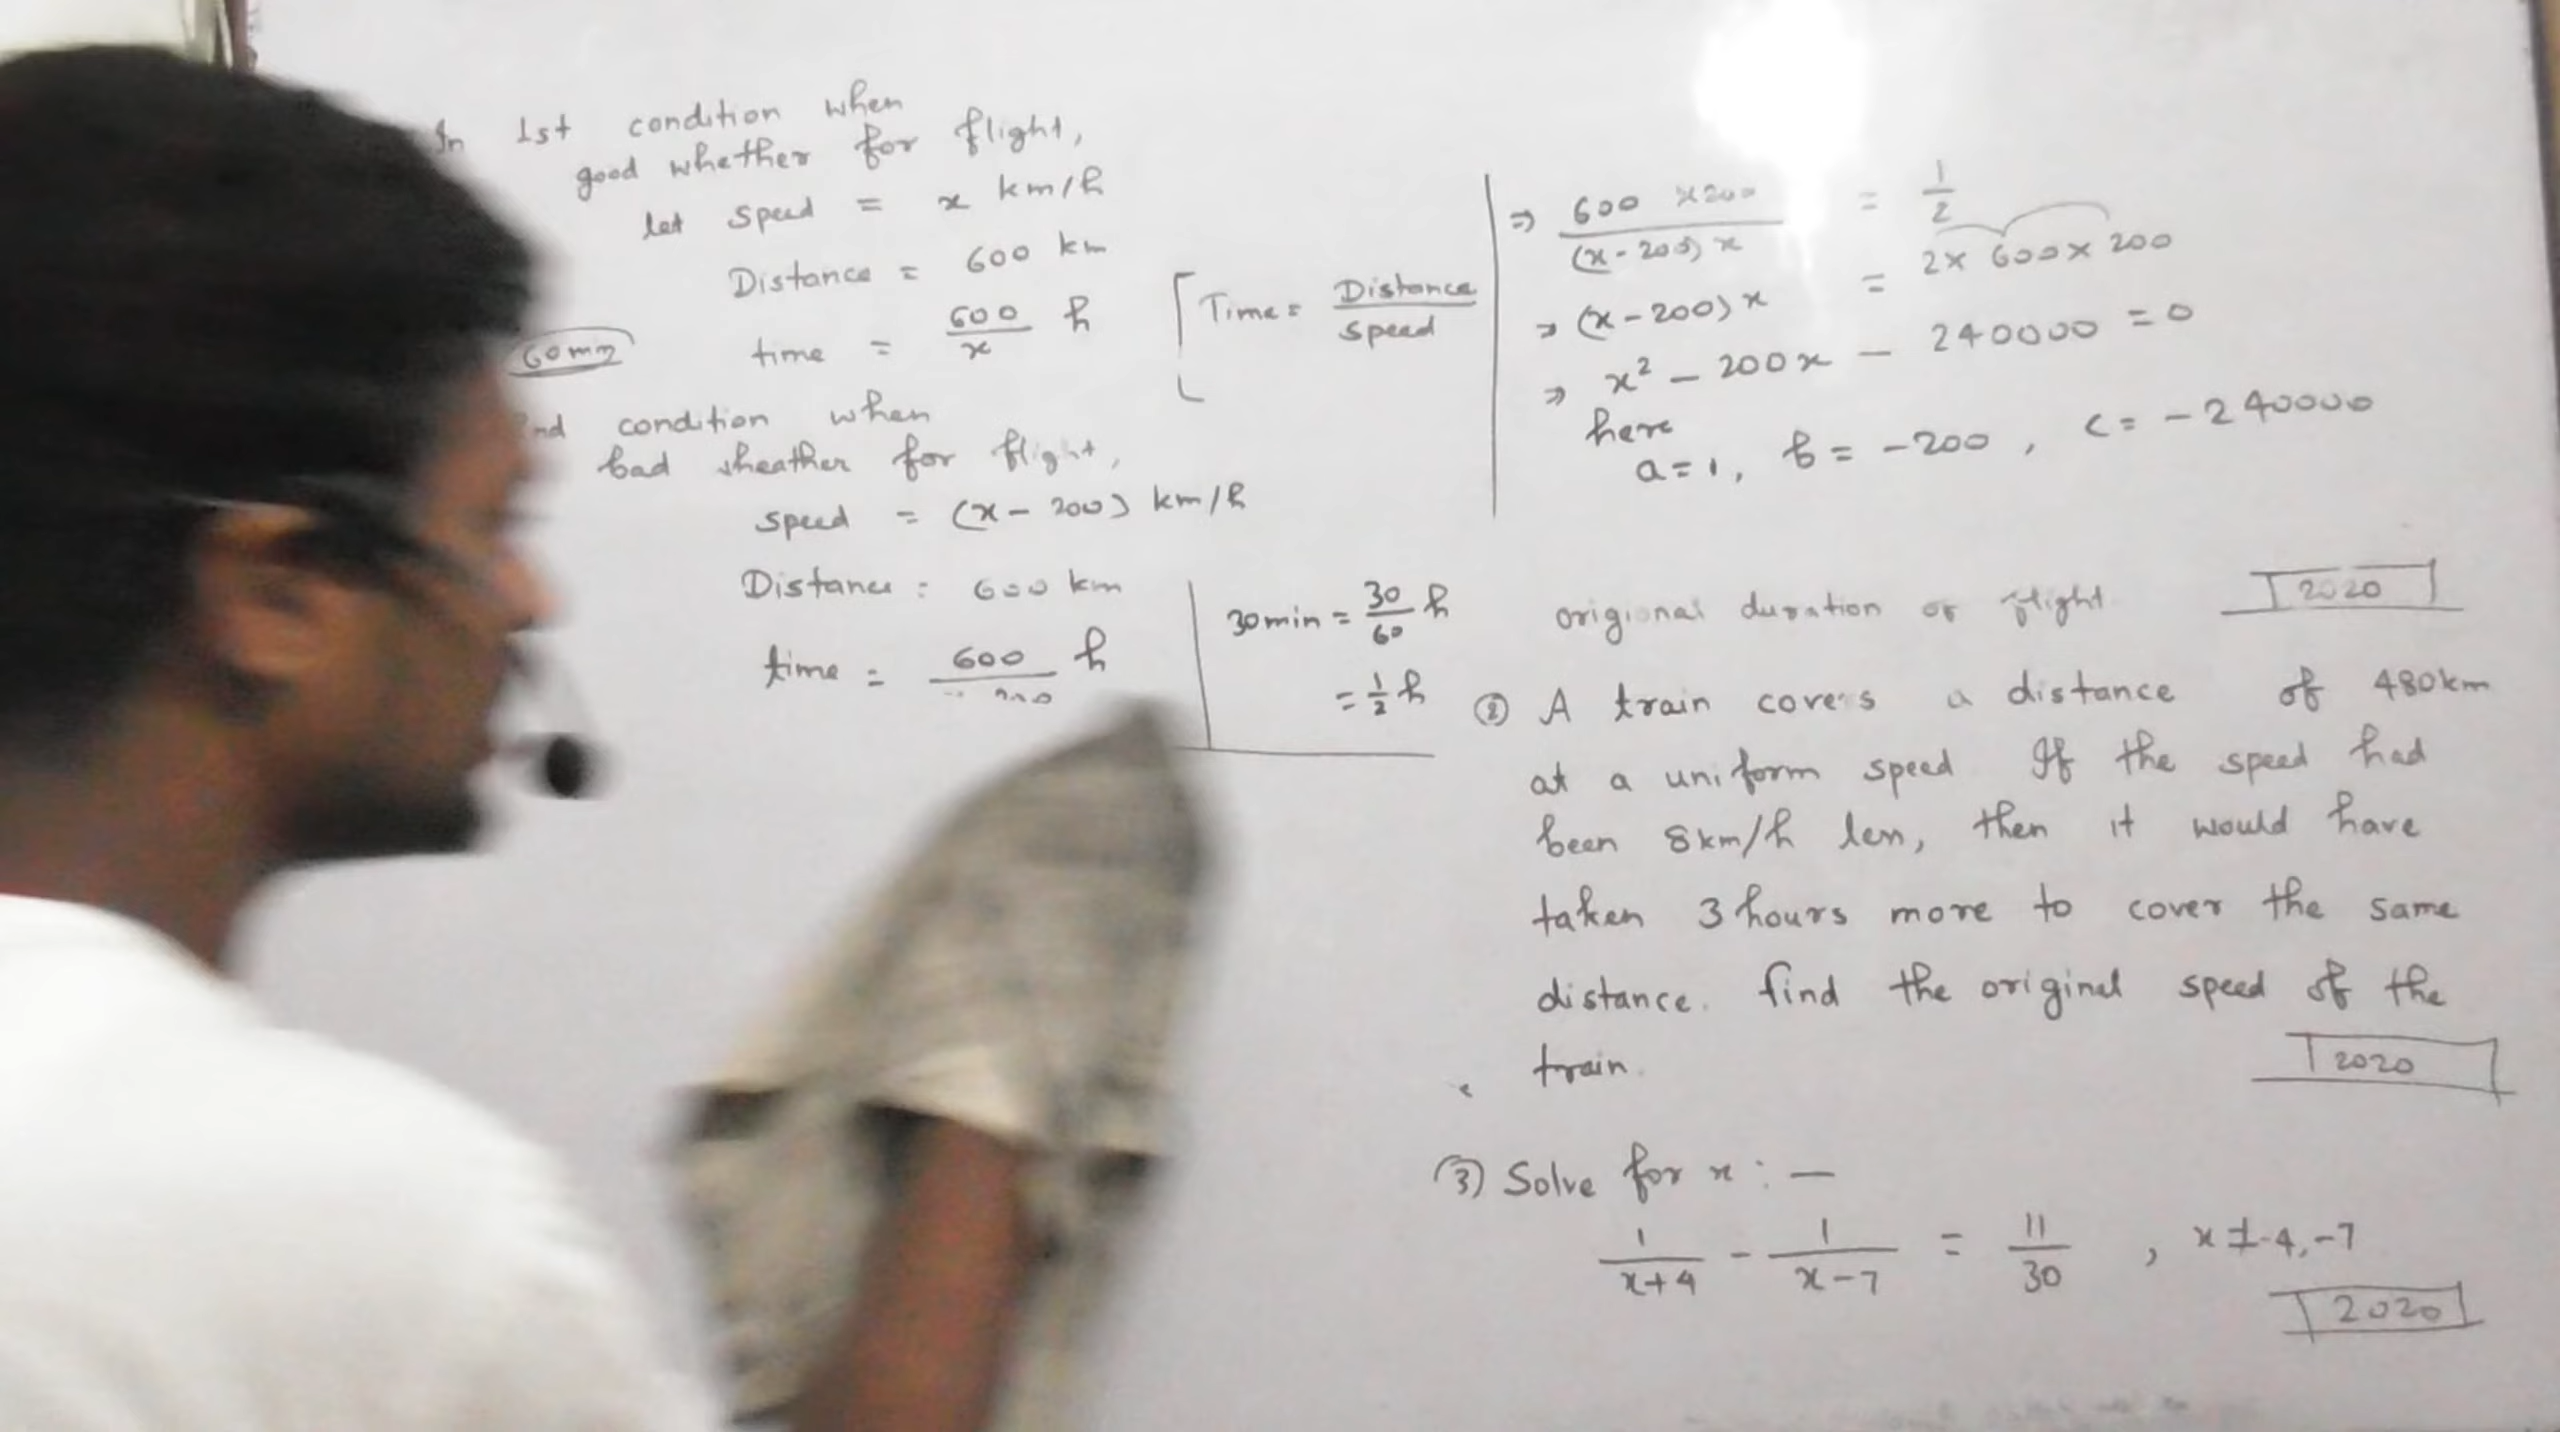 In 1st condition when
good whether for flight,
let speed = x km/h
Distance = 600 km
time = 600/x h
[Time = Distance/speed
60 min
2nd condition when
bad wheather for flight,
speed = (x - 200) km/h
Distance = 600 km
time = 600/ h
30min = 30/60 h
= 1/2 h
⇒ 600 x200/(x-200)x = 1/2
⇒ (x-200)x = 2x 600x 200
⇒ x² - 200x - 240000 = 0
here
a=1, b= -200, c= -240000
origional duration of flight
2020
② A train covers a distance of 480km
at a uniform speed If the speed had
been 8km/h less, then it would have
taken 3hours more to cover the same
distance. find the original speed of the
train.
2020
③ Solve for x : —
1/x+4 - 1/x-7 = 11/30 , x ≠ -4, -7
2020